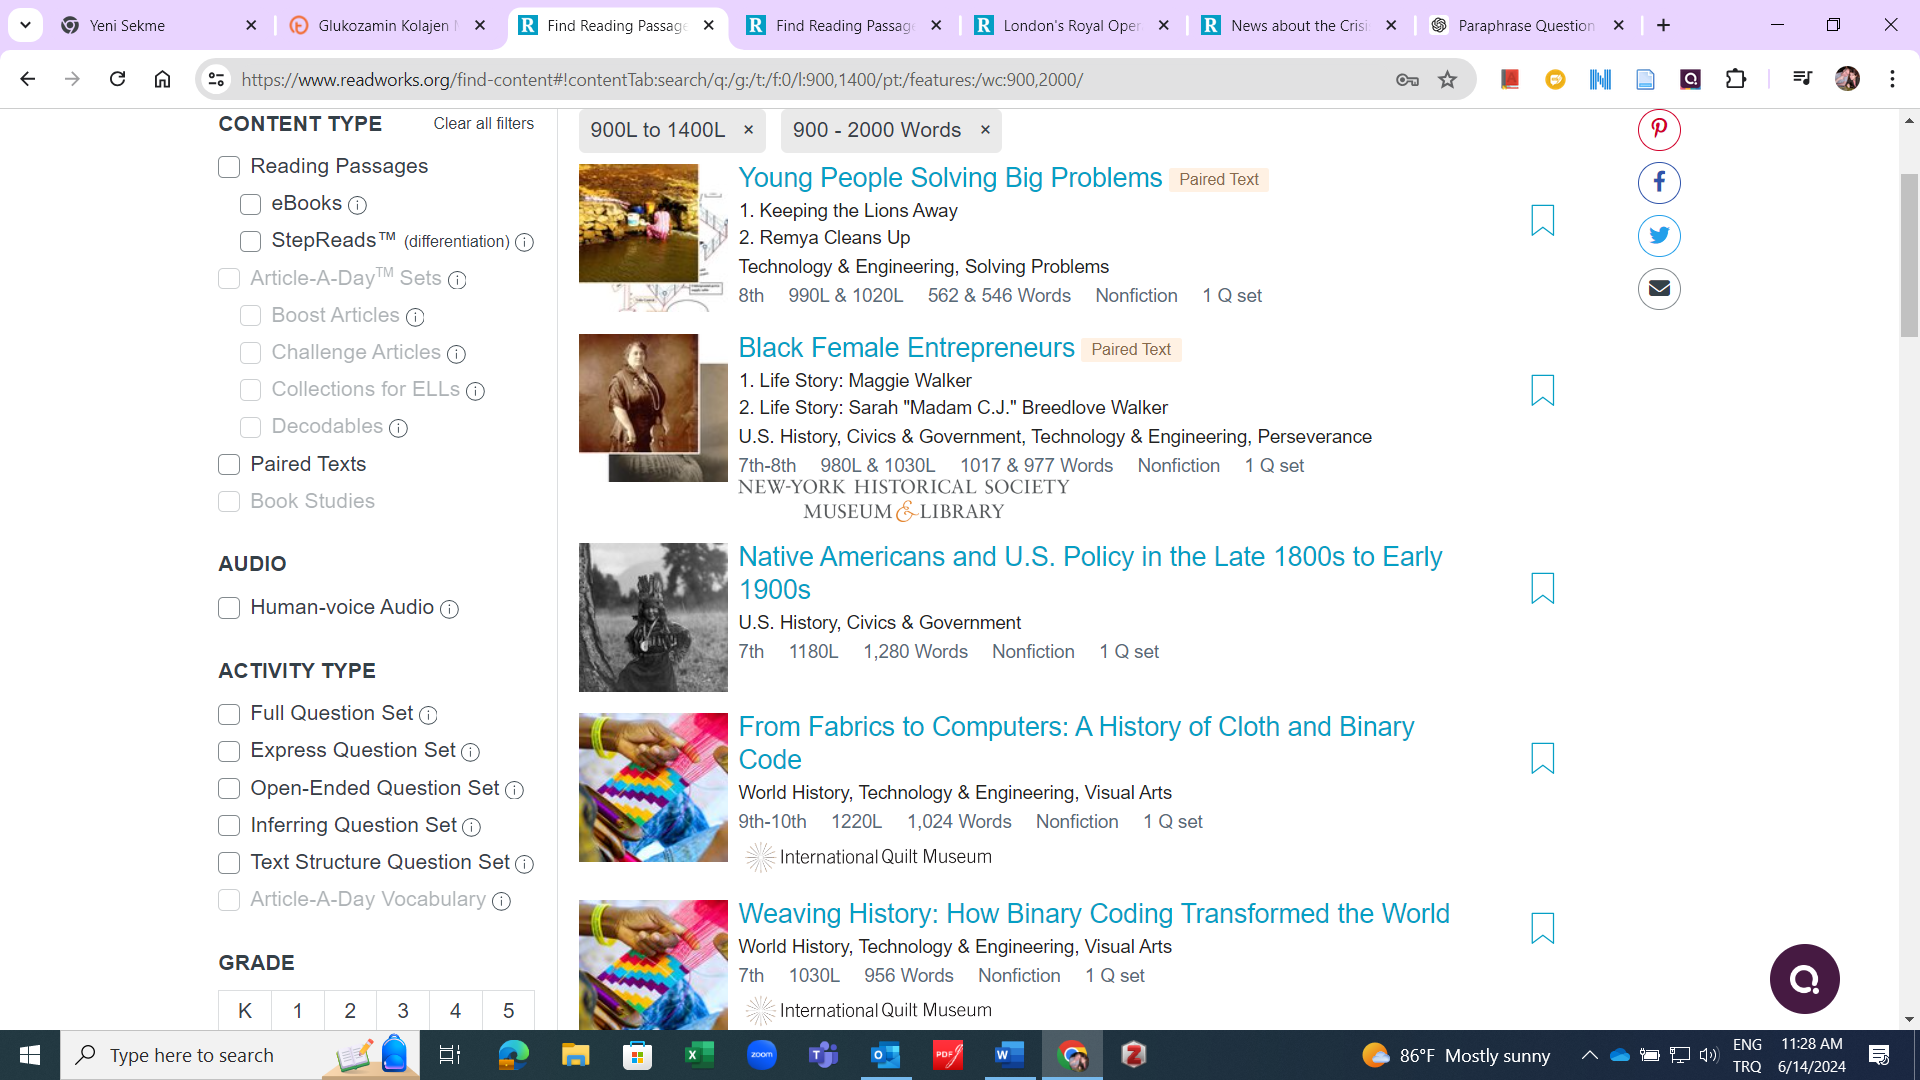 Yeni Sekme
Glukozamin Kolajen
Find Reading Passage
Find Reading Passage
London's Royal Oper
News about the Crisi
Paraphrase Question
https://www.readworks.org/find-content#!contentTab:search/q:/g:/t:/f:0/l:900,1400/pt:/features:/wc:900,2000/
CONTENT TYPE
Clear all filters
Reading Passages
eBooks
StepReads™ (differentiation)
Article-A-Day™ Sets
Boost Articles
Challenge Articles
Collections for ELLs
Decodables
Paired Texts
Book Studies
AUDIO
Human-voice Audio
ACTIVITY TYPE
Full Question Set
Express Question Set
Open-Ended Question Set
Inferring Question Set
Text Structure Question Set
Article-A-Day Vocabulary
GRADE
K 1 2 3 4 5
900L to 1400L ×
900 - 2000 Words ×
Young People Solving Big Problems Paired Text
1. Keeping the Lions Away
2. Remya Cleans Up
Technology & Engineering, Solving Problems
8th 990L & 1020L 562 & 546 Words Nonfiction 1 Q set
Black Female Entrepreneurs Paired Text
1. Life Story: Maggie Walker
2. Life Story: Sarah "Madam C.J." Breedlove Walker
U.S. History, Civics & Government, Technology & Engineering, Perseverance
7th-8th 980L & 1030L 1017 & 977 Words Nonfiction 1 Q set
NEW-YORK HISTORICAL SOCIETY
MUSEUM & LIBRARY
Native Americans and U.S. Policy in the Late 1800s to Early
1900s
U.S. History, Civics & Government
7th 1180L 1,280 Words Nonfiction 1 Q set
From Fabrics to Computers: A History of Cloth and Binary
Code
World History, Technology & Engineering, Visual Arts
9th-10th 1220L 1,024 Words Nonfiction 1 Q set
International Quilt Museum
Weaving History: How Binary Coding Transformed the World
World History, Technology & Engineering, Visual Arts
7th 1030L 956 Words Nonfiction 1 Q set
International Quilt Museum
Type here to search
zoom
PDF
86°F Mostly sunny
ENG
TRQ
11:28 AM
6/14/2024